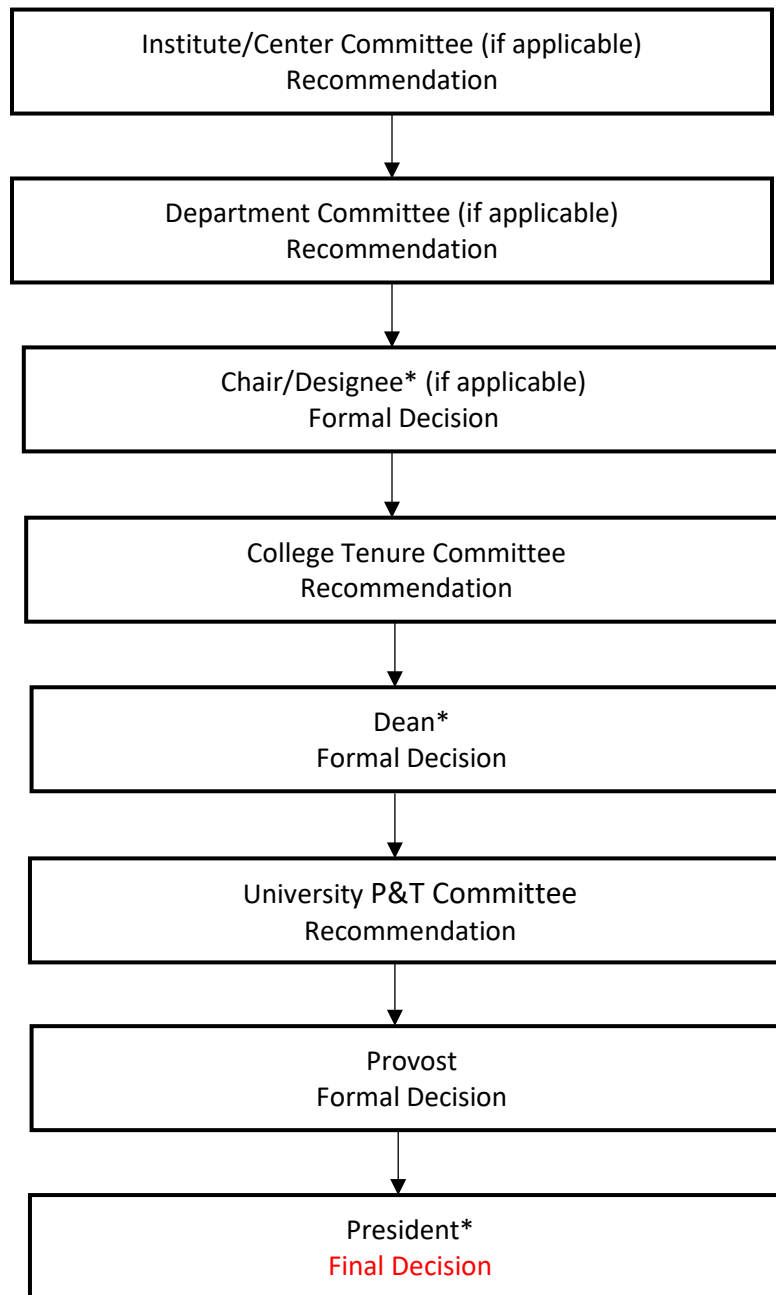 Institute/Center Committee (if applicable)
Recommendation
Department Committee (if applicable)
Recommendation
Chair/Designee* (if applicable)
Formal Decision
College Tenure Committee
Recommendation
Dean*
Formal Decision
University P&T Committee
Recommendation
Provost
Formal Decision
President*
Final Decision